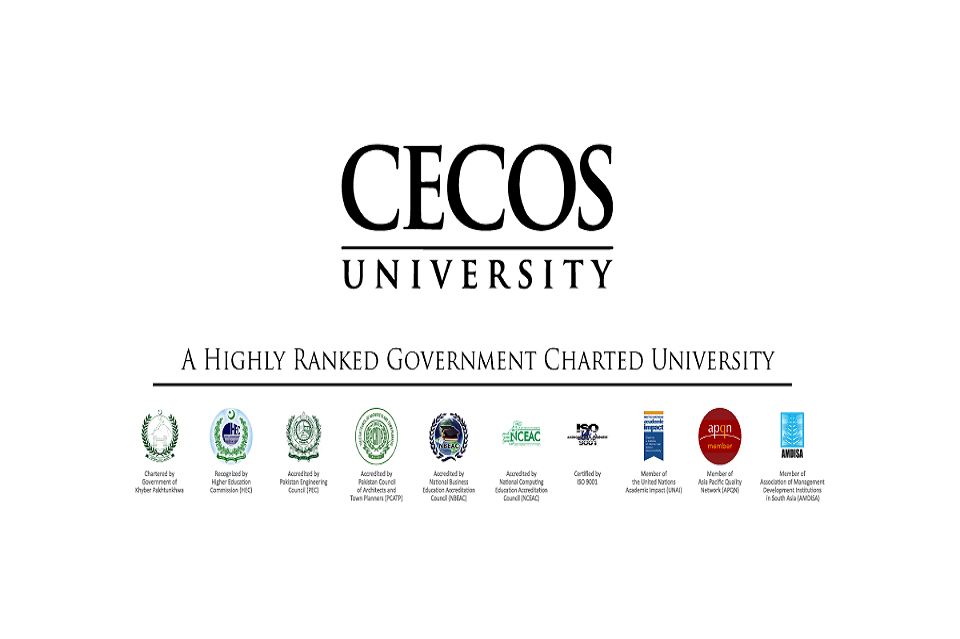 CECOS
UNIVERSITY
A HIGHLY RANKED GOVERNMENT CHARTED UNIVERSITY
HEC
NBEAC
NCEAC
ISO
9001
academic
impact
apqn
member
AMDISA
Chartered by
Government of
Khyber Pakhtunkhwa
Recognized by
Higher Education
Commission (HEC)
Accredited by
Pakistan Engineering
Council (PEC)
Accredited by
Pakistan Council
of Architects and
Town Planners (PCATP)
Accredited by
National Business
Education Accreditation
Council (NBEAC)
Accredited by
National Computing
Education Accreditation
Council (NCEAC)
Certified by
ISO 9001
Member of
the United Nations
Academic Impact (UNAI)
Member of
Asia Pacific Quality
Network (APQN)
Member of
Association of Management
Development Institutions
in South Asia (AMDISA)